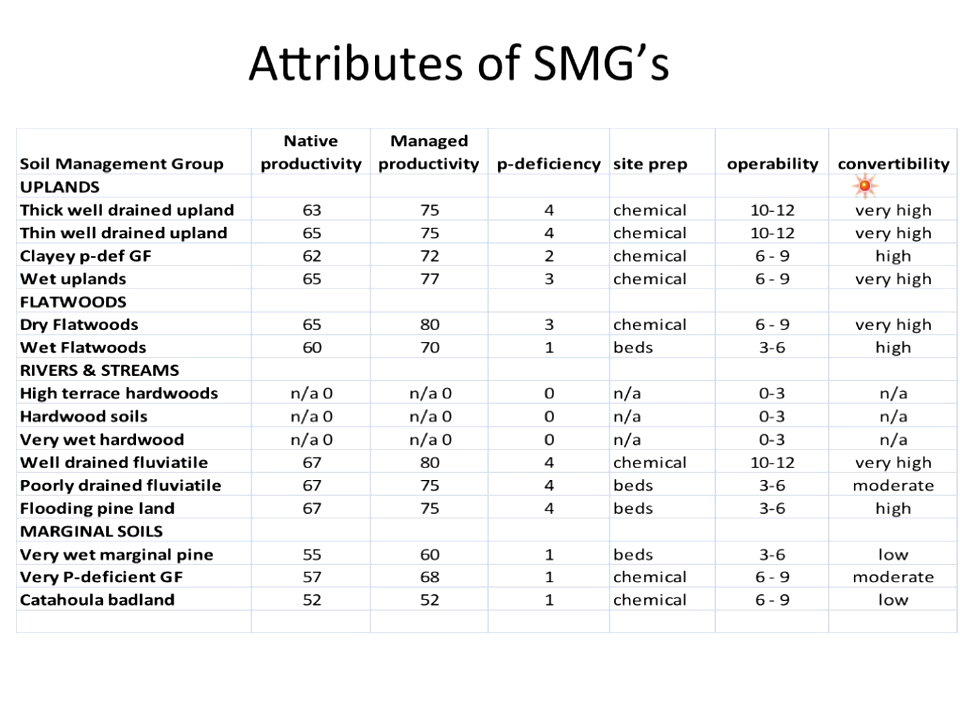 Attributes of SMG’s
Native Managed
Soil Management Group productivity productivity p-deficiency site prep operability convertibility
UPLANDS
Thick well drained upland 63 75 4 chemical 10-12 very high
Thin well drained upland 65 75 4 chemical 10-12 very high
Clayey p-def GF 62 72 2 chemical 6 - 9 high
Wet uplands 65 77 3 chemical 6 - 9 very high
FLATWOODS
Dry Flatwoods 65 80 3 chemical 6 - 9 very high
Wet Flatwoods 60 70 1 beds 3-6 high
RIVERS & STREAMS
High terrace hardwoods n/a 0 n/a 0 0 n/a 0-3 n/a
Hardwood soils n/a 0 n/a 0 0 n/a 0-3 n/a
Very wet hardwood n/a 0 n/a 0 0 n/a 0-3 n/a
Well drained fluviatile 67 80 4 chemical 10-12 very high
Poorly drained fluviatile 67 75 4 beds 3-6 moderate
Flooding pine land 67 75 4 beds 3-6 high
MARGINAL SOILS
Very wet marginal pine 55 60 1 beds 3-6 low
Very P-deficient GF 57 68 1 chemical 6 - 9 moderate
Catahoula badland 52 52 1 chemical 6 - 9 low